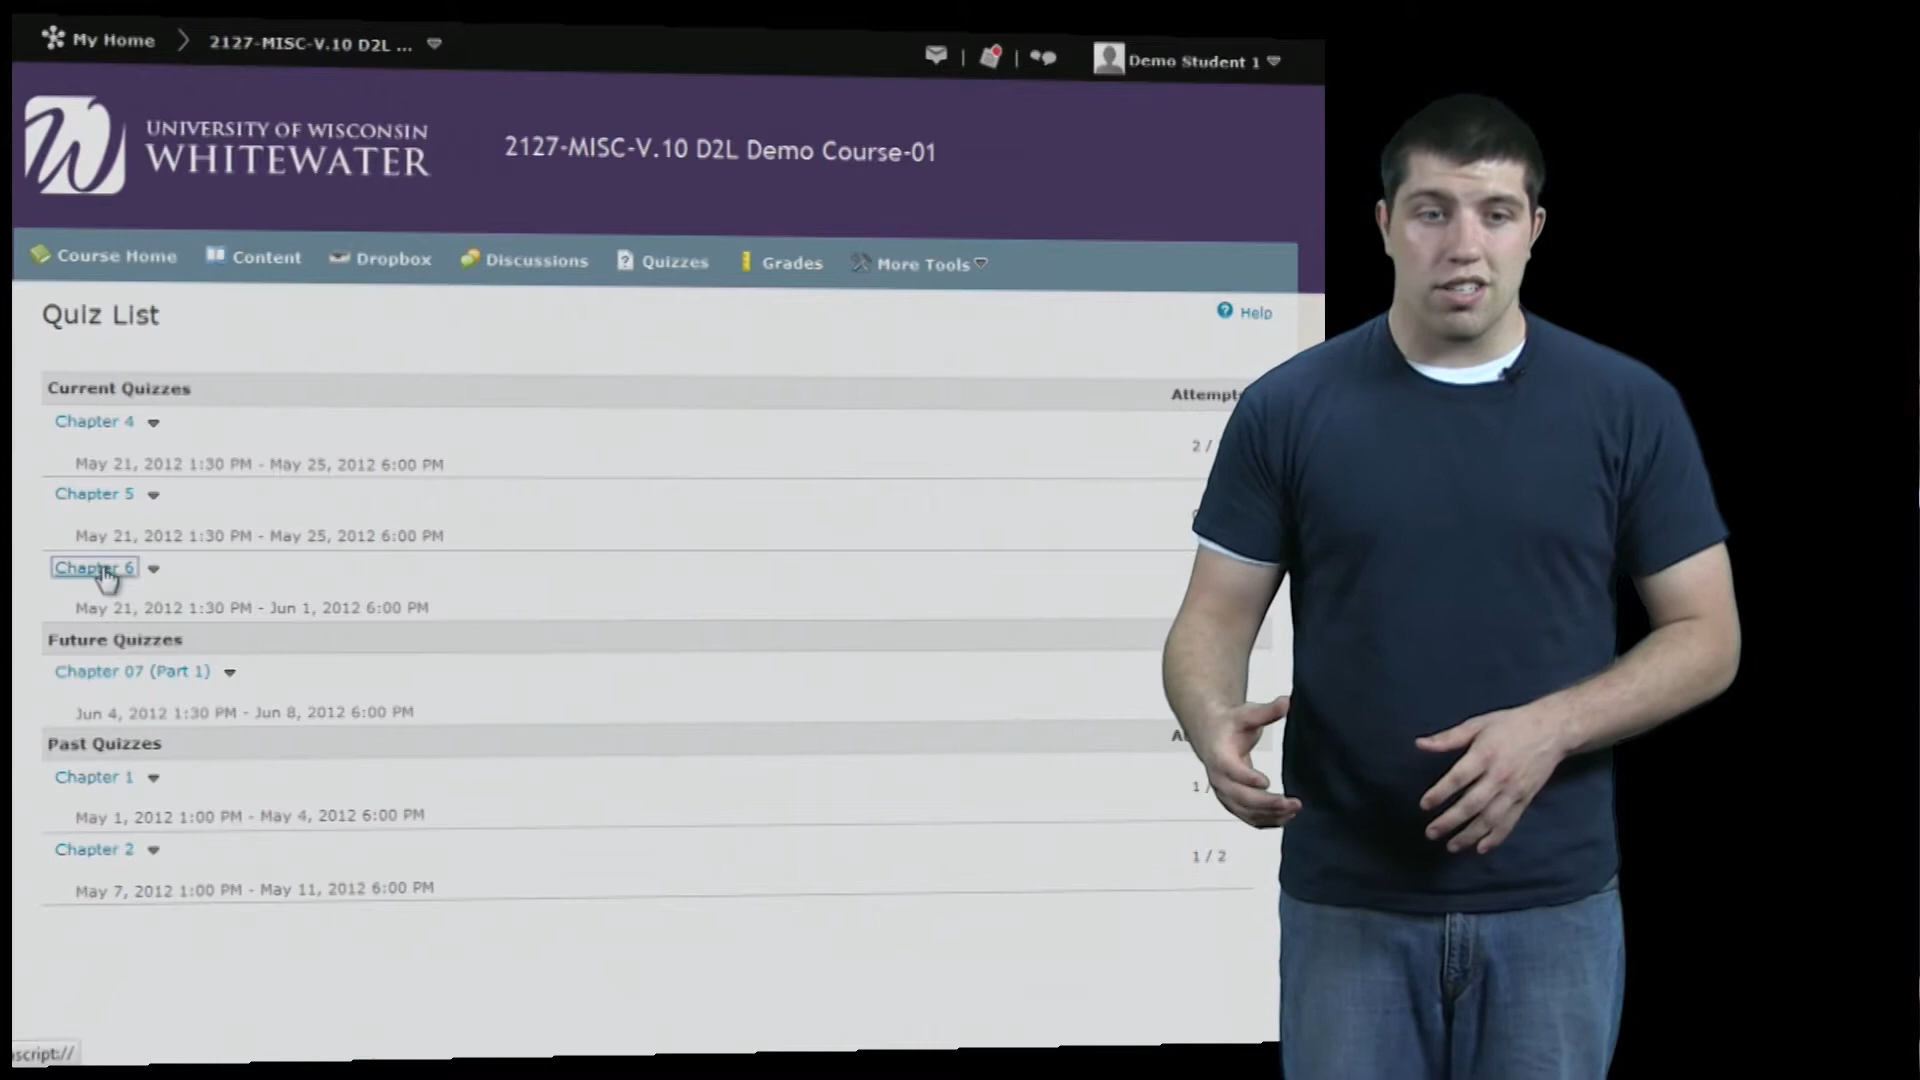 My Home
2127-MISC-V.10 D2L ...
Demo Student 1
UNIVERSITY OF WISCONSIN
WHITEWATER
2127-MISC-V.10 D2L Demo Course-01
Course Home
Content
Dropbox
Discussions
Quizzes
Grades
More Tools
Quiz List
Help
Current Quizzes
Chapter 4
2 /
May 21, 2012 1:30 PM - May 25, 2012 6:00 PM
Chapter 5
May 21, 2012 1:30 PM - May 25, 2012 6:00 PM
Chapter 6
May 21, 2012 1:30 PM - Jun 1, 2012 6:00 PM
Future Quizzes
Chapter 07 (Part 1)
Jun 4, 2012 1:30 PM - Jun 8, 2012 6:00 PM
Past Quizzes
Chapter 1
1 /
May 1, 2012 1:00 PM - May 4, 2012 6:00 PM
Chapter 2
1 / 2
May 7, 2012 1:00 PM - May 11, 2012 6:00 PM